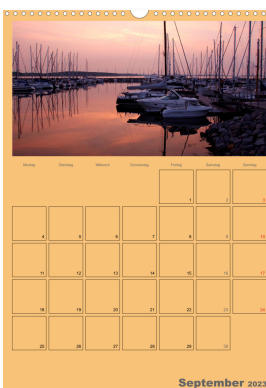 Montag Dienstag Mittwoch Donnerstag Freitag Samstag Sonntag
1 2 3
4 5 6 7 8 9 10
11 12 13 14 15 16 17
18 19 20 21 22 23 24
25 26 27 28 29 30
September 2023